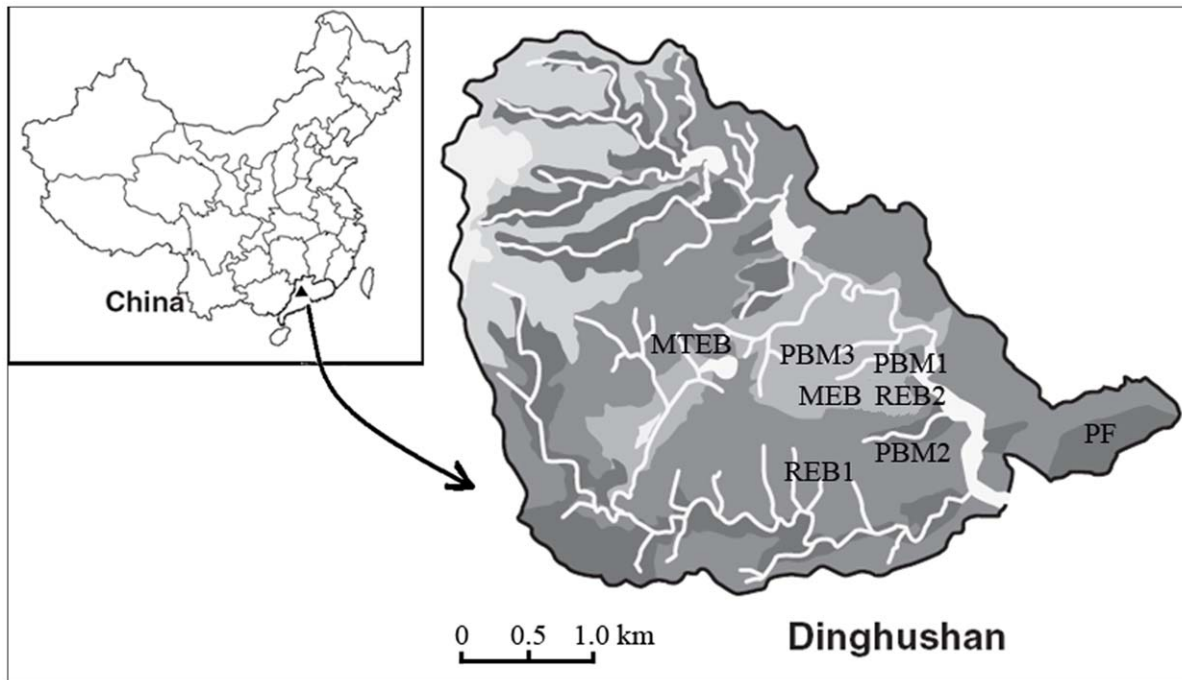 China
MTEB
PBM3
PBM1
MEB
REB2
PF
PBM2
REB1
0 0.5 1.0 km
Dinghushan